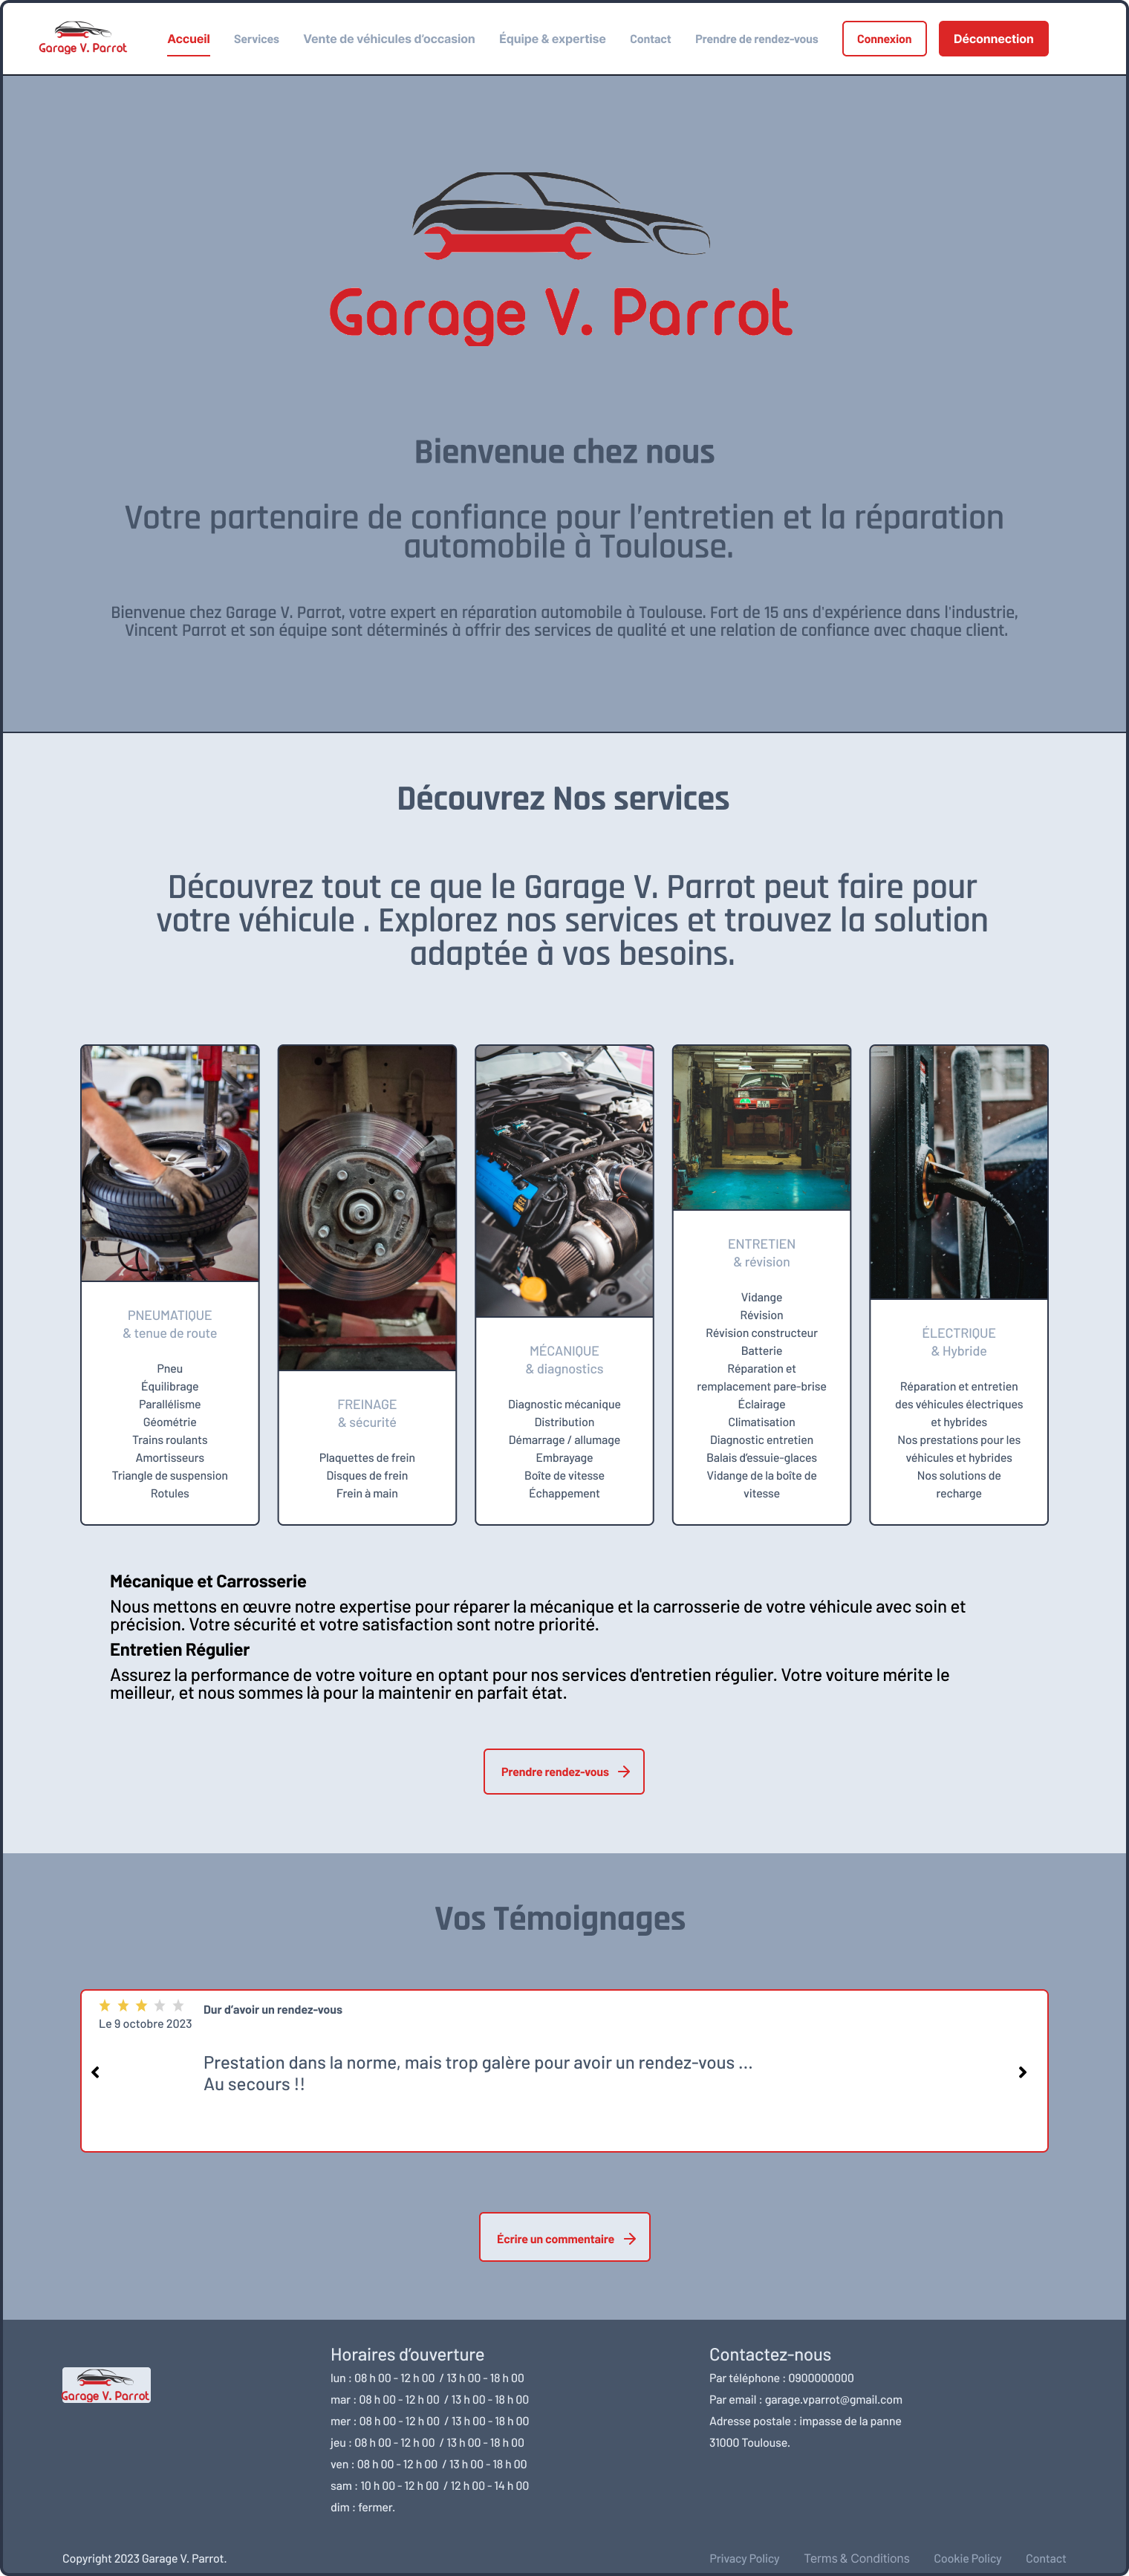 Garage V. Parrot
Accueil
Services
Vente de véhicules d'occasion
Équipe & expertise
Contact
Prendre de rendez-vous
Connexion
Déconnection
Garage V. Parrot
Bienvenue chez nous
Votre partenaire de confiance pour l'entretien et la réparation
automobile à Toulouse.
Bienvenue chez Garage V. Parrot, votre expert en réparation automobile à Toulouse. Fort de 15 ans d'expérience dans l'industrie,
Vincent Parrot et son équipe sont déterminés à offrir des services de qualité et une relation de confiance avec chaque client.
Découvrez Nos services
Découvrez tout ce que le Garage V. Parrot peut faire pour
votre véhicule . Explorez nos services et trouvez la solution
adaptée à vos besoins.
PNEUMATIQUE
& tenue de route
Pneu
Équilibrage
Parallélisme
Géométrie
Trains roulants
Amortisseurs
Triangle de suspension
Rotules
FREINAGE
& sécurité
Plaquettes de frein
Disques de frein
Frein à main
MÉCANIQUE
& diagnostics
Diagnostic mécanique
Distribution
Démarrage / allumage
Embrayage
Boîte de vitesse
Échappement
ENTRETIEN
& révision
Vidange
Révision
Révision constructeur
Batterie
Réparation et
remplacement pare-brise
Éclairage
Climatisation
Diagnostic entretien
Balais d'essuie-glaces
Vidange de la boîte de
vitesse
ÉLECTRIQUE
& Hybride
Réparation et entretien
des véhicules électriques
et hybrides
Nos prestations pour les
véhicules et hybrides
Nos solutions de
recharge
Mécanique et Carrosserie
Nous mettons en œuvre notre expertise pour réparer la mécanique et la carrosserie de votre véhicule avec soin et
précision. Votre sécurité et votre satisfaction sont notre priorité.
Entretien Régulier
Assurez la performance de votre voiture en optant pour nos services d'entretien régulier. Votre voiture mérite le
meilleur, et nous sommes là pour la maintenir en parfait état.
Prendre rendez-vous
Vos Témoignages
Dur d'avoir un rendez-vous
Le 9 octobre 2023
Prestation dans la norme, mais trop galère pour avoir un rendez-vous ...
Au secours !!
Écrire un commentaire
Garage V. Parrot
Horaires d'ouverture
lun : 08 h 00 - 12 h 00 / 13 h 00 - 18 h 00
mar : 08 h 00 - 12 h 00 / 13 h 00 - 18 h 00
mer : 08 h 00 - 12 h 00 / 13 h 00 - 18 h 00
jeu : 08 h 00 - 12 h 00 / 13 h 00 - 18 h 00
ven : 08 h 00 - 12 h 00 / 13 h 00 - 18 h 00
sam : 10 h 00 - 12 h 00 / 12 h 00 - 14 h 00
dim : fermer.
Contactez-nous
Par téléphone : 0900000000
Par email : garage.vparrot@gmail.com
Adresse postale : impasse de la panne
31000 Toulouse.
Copyright 2023 Garage V. Parrot.
Privacy Policy
Terms & Conditions
Cookie Policy
Contact